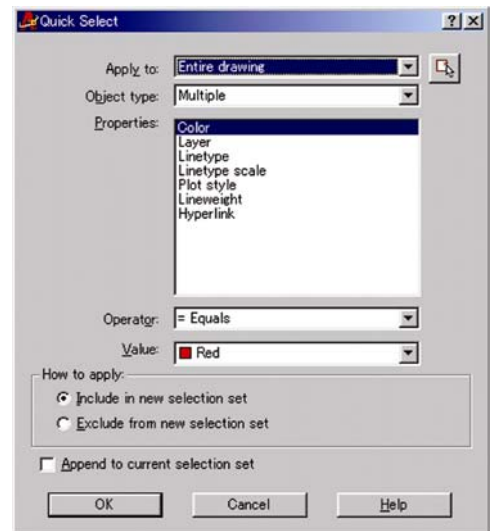 Quick Select
Apply to: Entire drawing
Object type: Multiple
Properties: Color
Layer
Linetype
Linetype scale
Plot style
Lineweight
Hyperlink
Operator: = Equals
Value: Red
How to apply:
Include in new selection set
Exclude from new selection set
Append to current selection set
OK Cancel Help